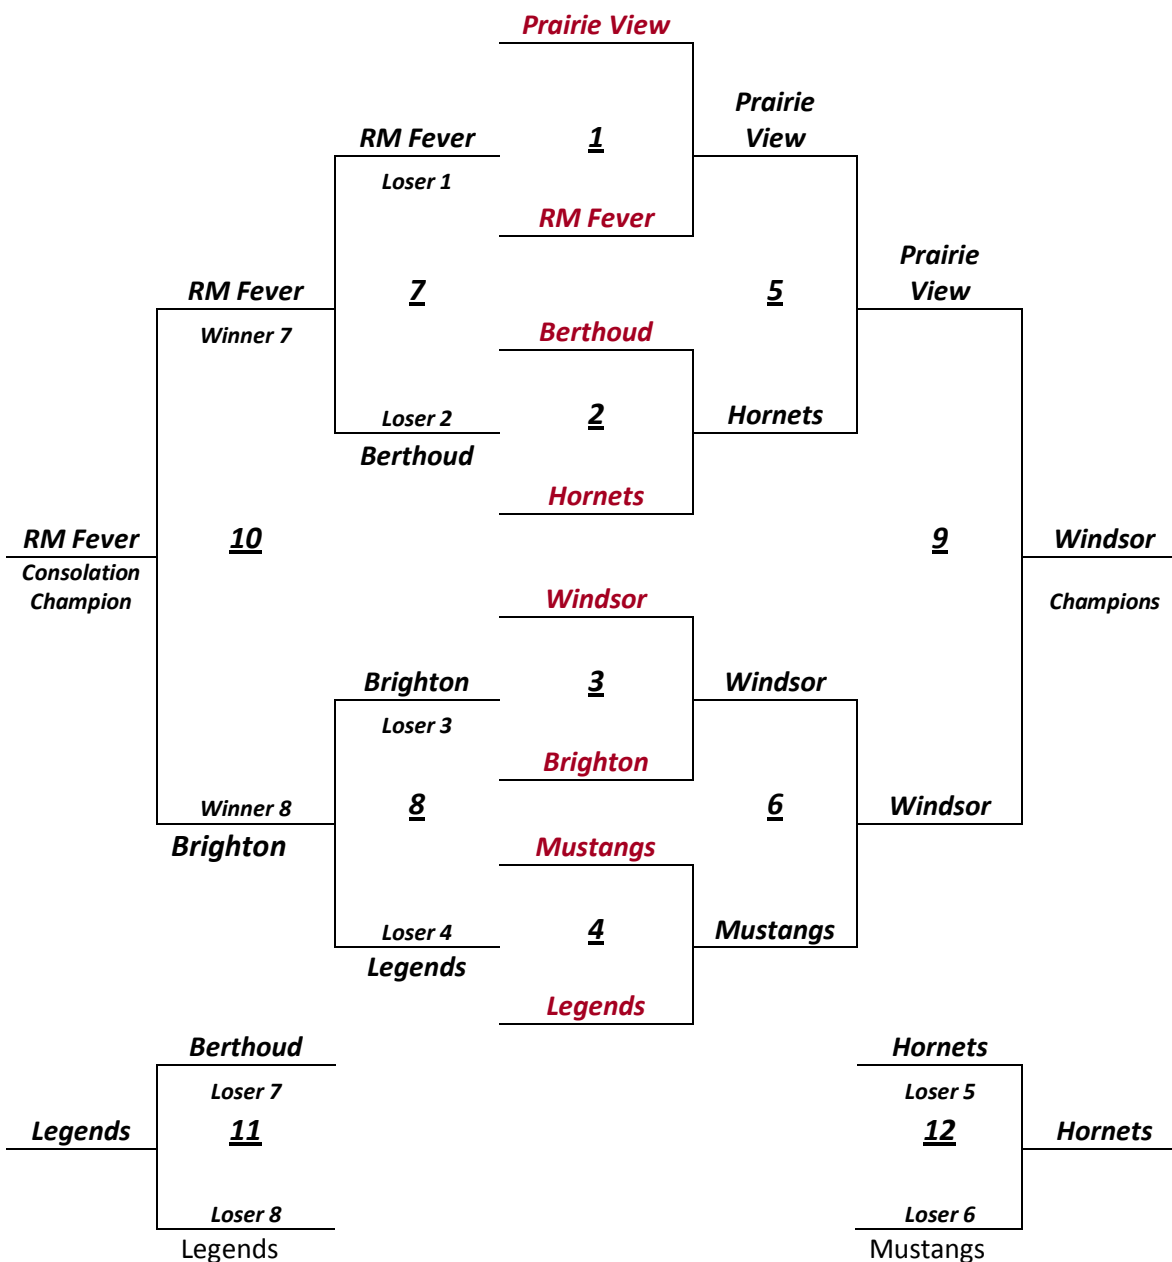 Prairie View
Prairie
View
RM Fever
1
Loser 1
RM Fever
Prairie
View
RM Fever
7
5
Winner 7
Berthoud
Loser 2
2
Hornets
Berthoud
Hornets
RM Fever
10
9
Windsor
Consolation
Champion
Windsor
Champions
Brighton
3
Windsor
Loser 3
Brighton
Winner 8
8
6
Windsor
Brighton
Mustangs
Loser 4
4
Mustangs
Legends
Legends
Berthoud
Hornets
Loser 7
Loser 5
Legends
11
12
Hornets
Loser 8
Loser 6
Legends
Mustangs